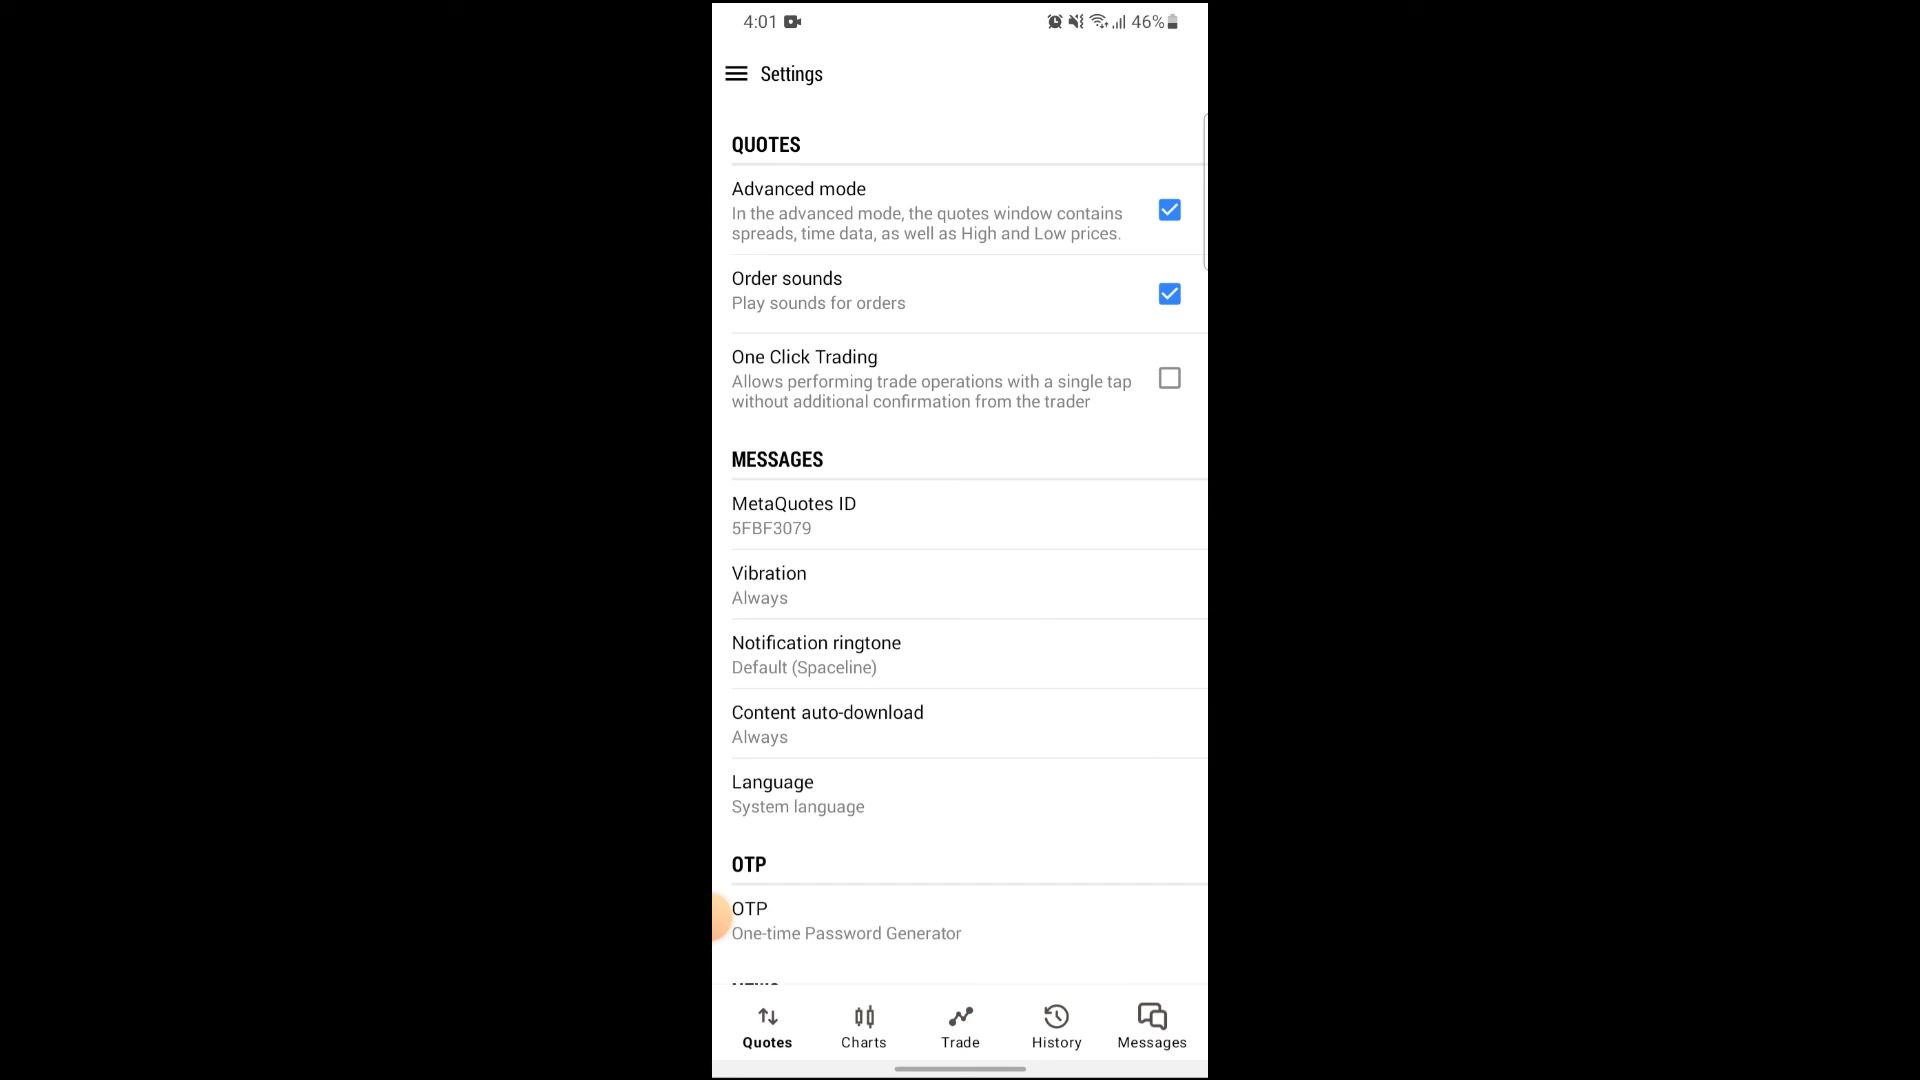 4:01
46%
Settings
QUOTES
Advanced mode
In the advanced mode, the quotes window contains
spreads, time data, as well as High and Low prices.
Order sounds
Play sounds for orders
One Click Trading
Allows performing trade operations with a single tap
without additional confirmation from the trader
MESSAGES
MetaQuotes ID
5FBF3079
Vibration
Always
Notification ringtone
Default (Spaceline)
Content auto-download
Always
Language
System language
OTP
OTP
One-time Password Generator
Quotes
Charts
Trade
History
Messages